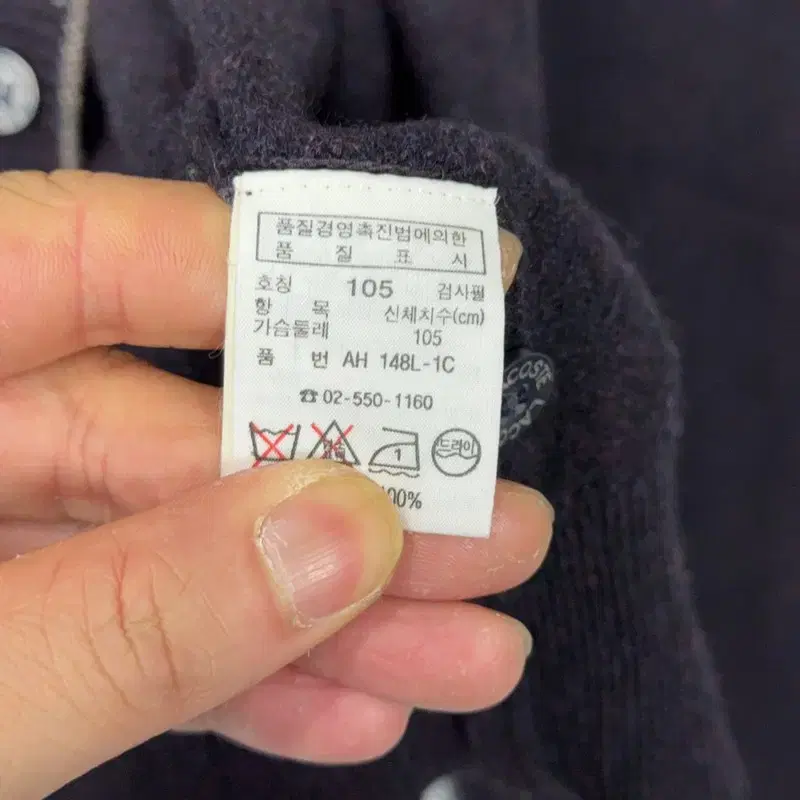 품질경영촉진법에의한
품 질 표 시
호칭 105 검사필
항 목 신체치수(cm)
가슴둘레 105
품 번 AH 148L-1C
☎ 02-550-1160
1 드라이
100%
LACOSTE